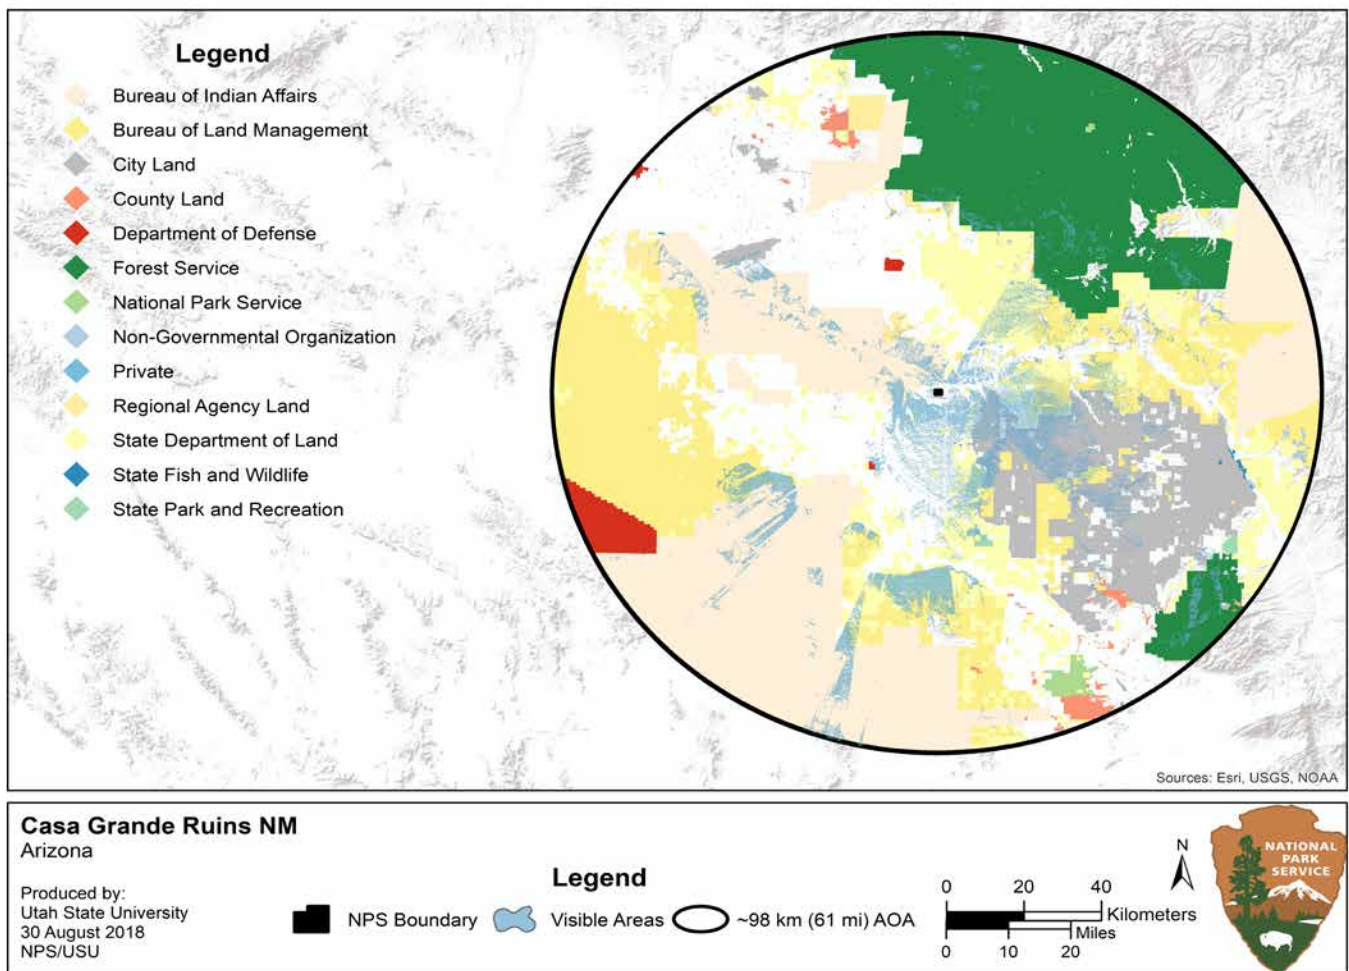 Legend
Bureau of Indian Affairs
Bureau of Land Management
City Land
County Land
Department of Defense
Forest Service
National Park Service
Non-Governmental Organization
Private
Regional Agency Land
State Department of Land
State Fish and Wildlife
State Park and Recreation
Sources: Esri, USGS, NOAA
Casa Grande Ruins NM
Arizona
Produced by:
Utah State University
30 August 2018
NPS/USU
Legend
NPS Boundary
Visible Areas
~98 km (61 mi) AOA
0 20 40
Kilometers
Miles
0 10 20
N
NATIONAL
PARK
SERVICE